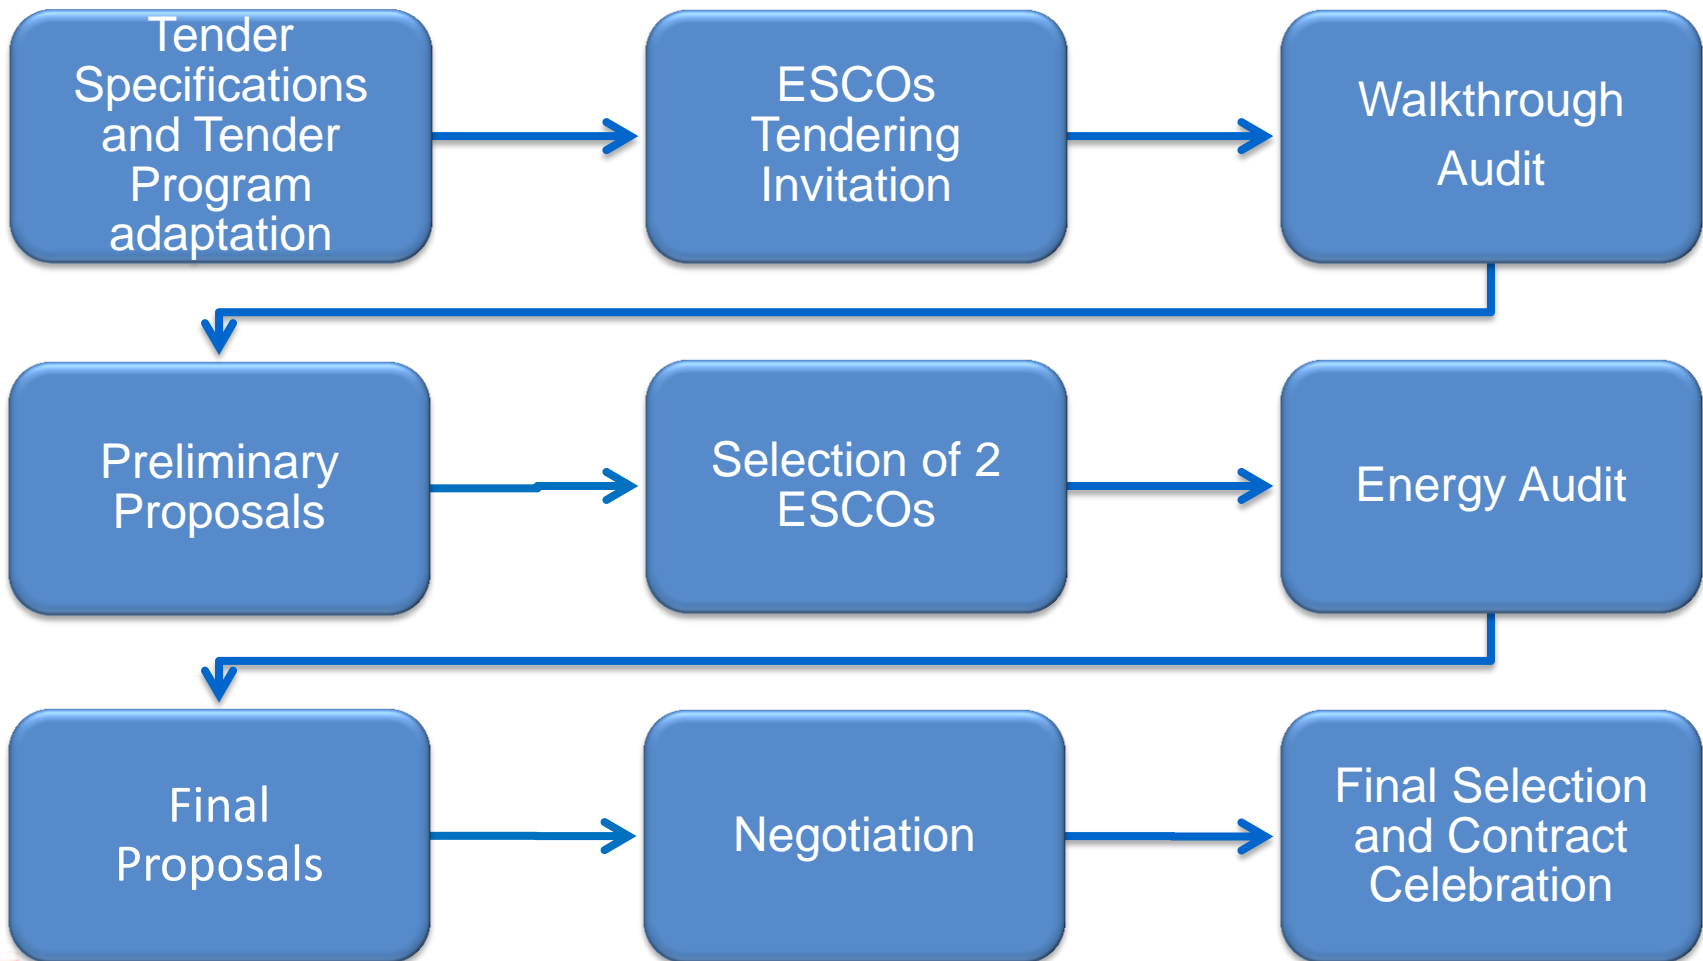 Tender
Specifications
and Tender
Program
adaptation
ESCOs
Tendering
Invitation
Walkthrough
Audit
Preliminary
Proposals
Selection of 2
ESCOs
Energy Audit
Final
Proposals
Negotiation
Final Selection
and Contract
Celebration